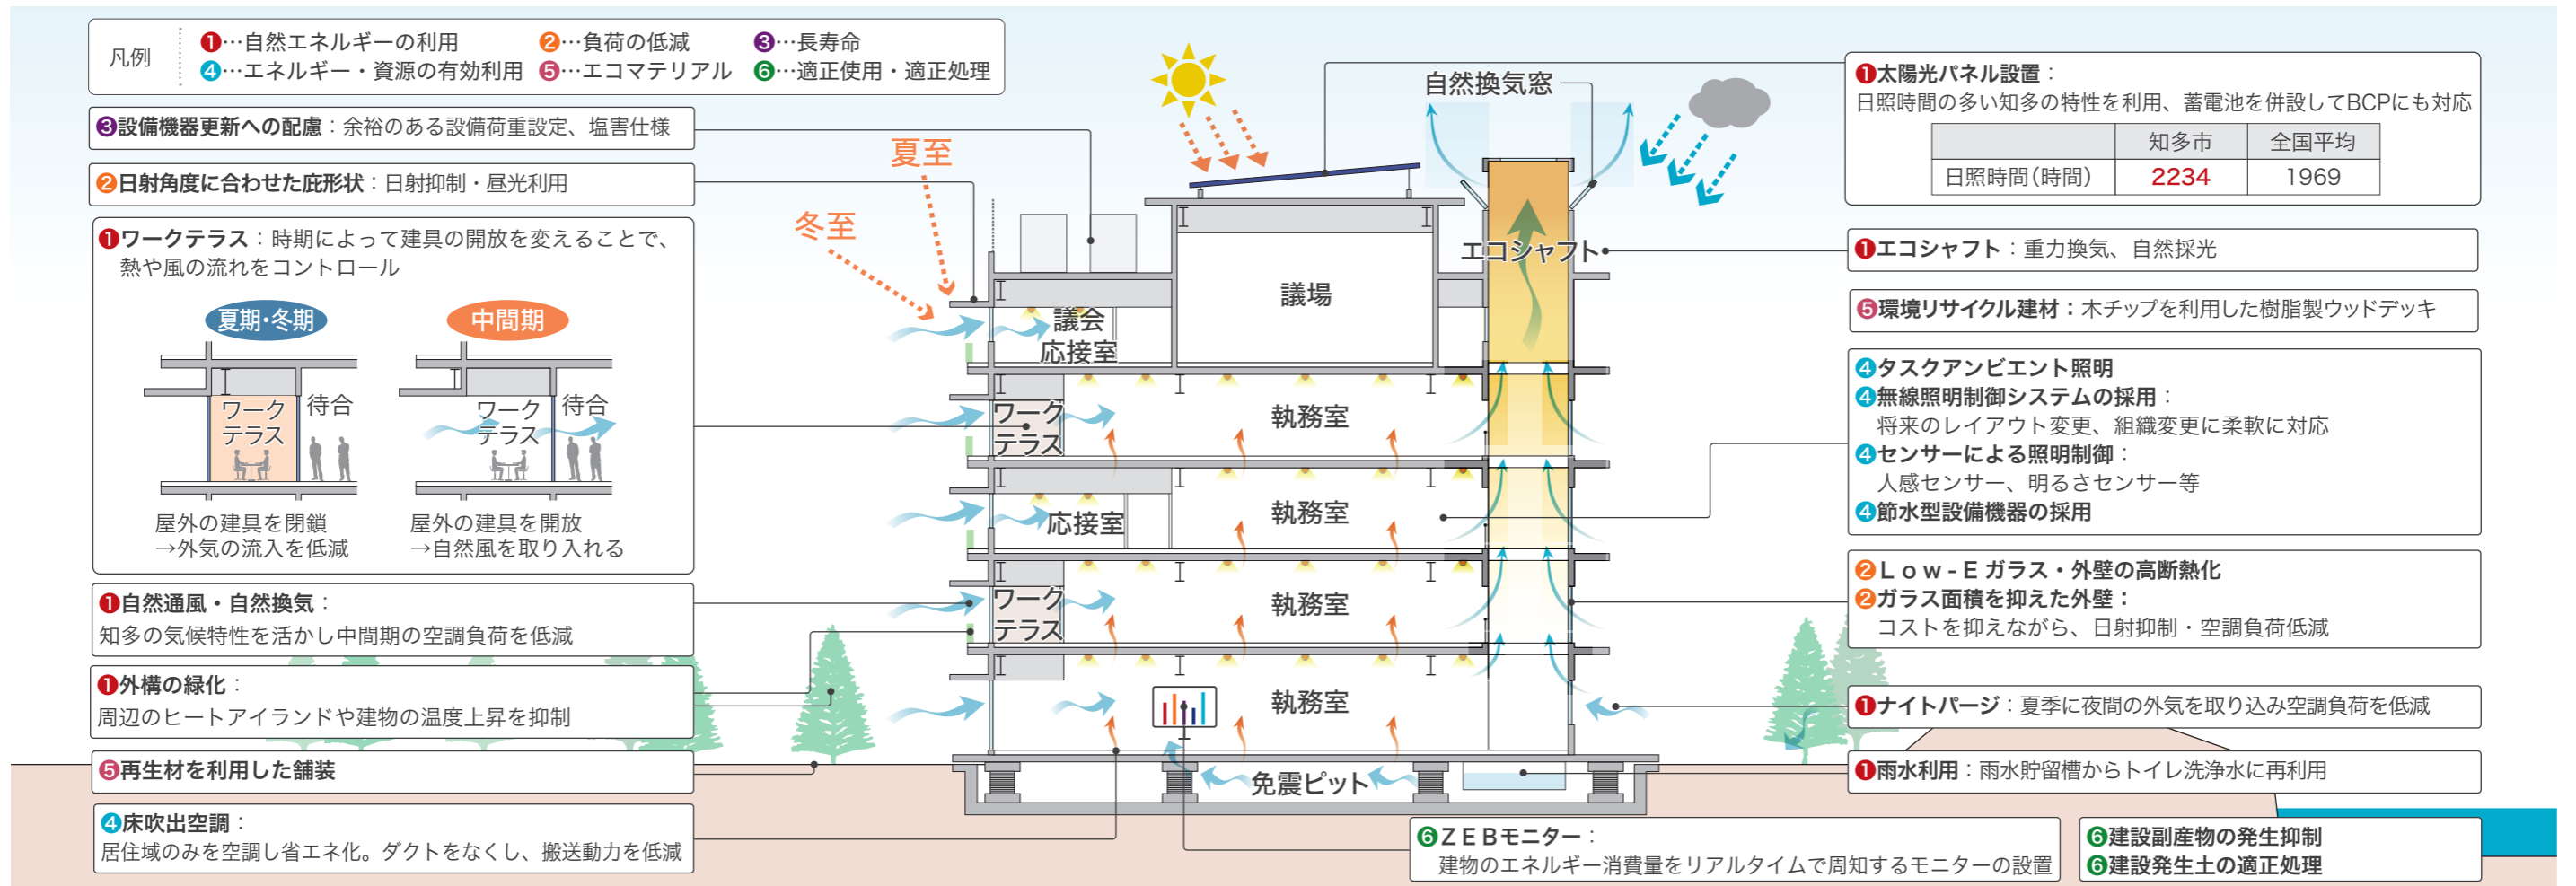 凡例
❶…自然エネルギーの利用
❷…負荷の低減
❸…長寿命
❹…エネルギー・資源の有効利用
❺…エコマテリアル
❻…適正使用・適正処理
❸設備機器更新への配慮：余裕のある設備荷重設定、塩害仕様
❷日射角度に合わせた庇形状：日射抑制・昼光利用
❶ワークテラス：時期によって建具の開放を変えることで、
熱や風の流れをコントロール
夏期・冬期
中間期
ワーク
テラス
待合
ワーク
テラス
待合
屋外の建具を閉鎖
→外気の流入を低減
屋外の建具を開放
→自然風を取り入れる
❶自然通風・自然換気：
知多の気候特性を活かし中間期の空調負荷を低減
❶外構の緑化：
周辺のヒートアイランドや建物の温度上昇を抑制
❺再生材を利用した舗装
❹床吹出空調：
居住域のみを空調し省エネ化。ダクトをなくし、搬送動力を低減
夏至
冬至
自然換気窓
エコシャフト
議場
議会
応接室
ワーク
テラス
執務室
応接室
執務室
ワーク
テラス
執務室
執務室
免震ピット
❶太陽光パネル設置：
日照時間の多い知多の特性を利用、蓄電池を併設してBCPにも対応
知多市 全国平均
日照時間（時間） 2234 1969
❶エコシャフト：重力換気、自然採光
❺環境リサイクル建材：木チップを利用した樹脂製ウッドデッキ
❹タスクアンビエント照明
❹無線照明制御システムの採用：
将来のレイアウト変更、組織変更に柔軟に対応
❹センサーによる照明制御：
人感センサー、明るさセンサー等
❹節水型設備機器の採用
❷Ｌｏｗ-Ｅガラス・外壁の高断熱化
❷ガラス面積を抑えた外壁：
コストを抑えながら、日射抑制・空調負荷低減
❶ナイトパージ：夏季に夜間の外気を取り込み空調負荷を低減
❶雨水利用：雨水貯留槽からトイレ洗浄水に再利用
❻ＺＥＢモニター：
建物のエネルギー消費量をリアルタイムで周知するモニターの設置
❻建設副産物の発生抑制
❻建設発生土の適正処理